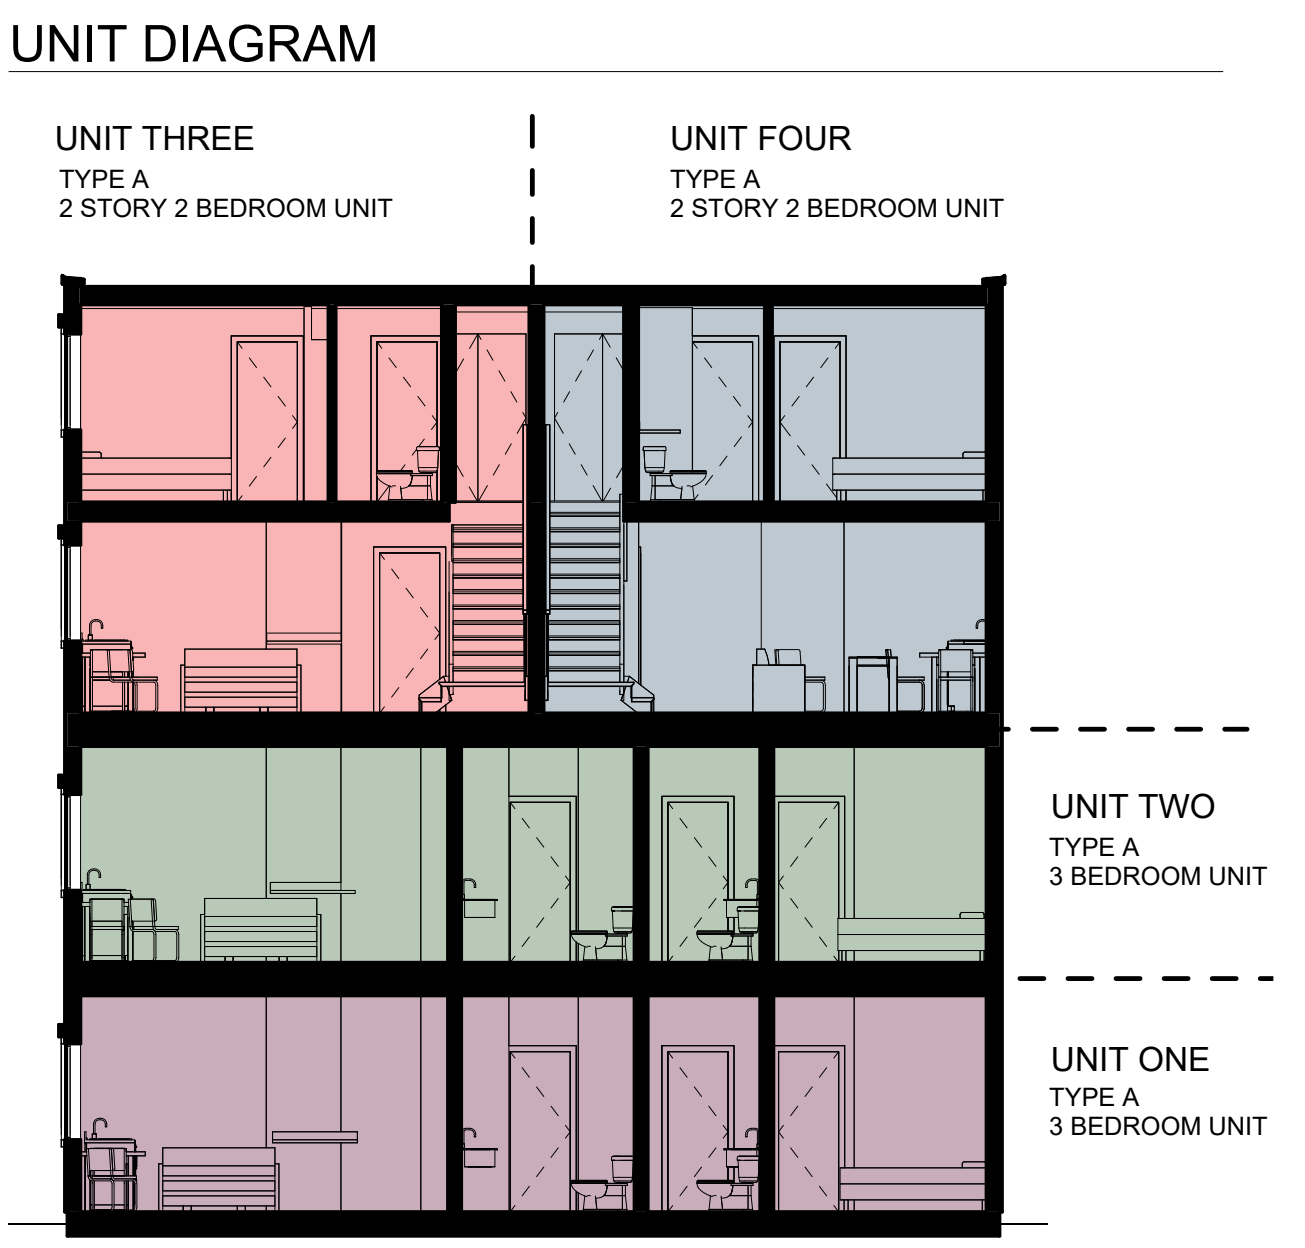 UNIT DIAGRAM
UNIT THREE
TYPE A
2 STORY 2 BEDROOM UNIT
UNIT FOUR
TYPE A
2 STORY 2 BEDROOM UNIT
UNIT TWO
TYPE A
3 BEDROOM UNIT
UNIT ONE
TYPE A
3 BEDROOM UNIT